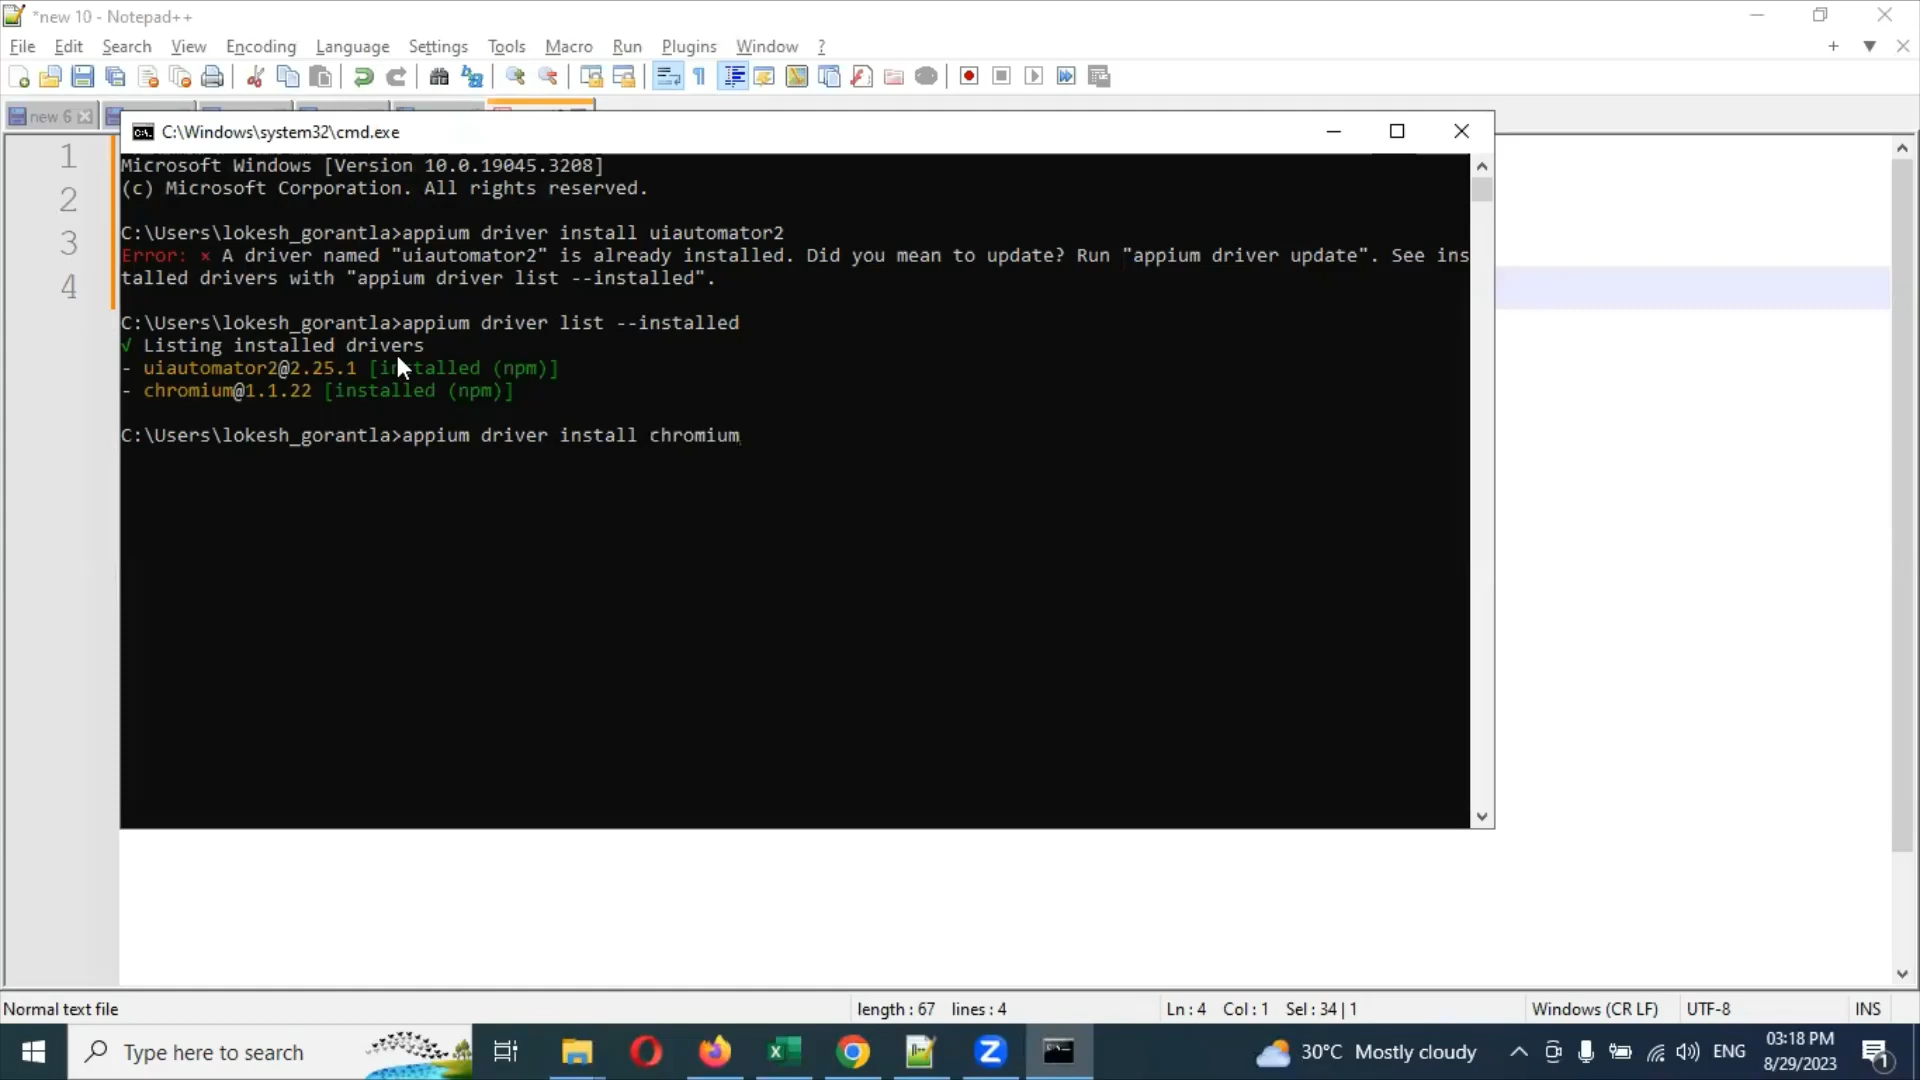 *new 10 - Notepad++
File Edit Search View Encoding Language Settings Tools Macro Run Plugins Window ?
new 6
C:\Windows\system32\cmd.exe
1
2
3
4
Microsoft Windows [Version 10.0.19045.3208]
(c) Microsoft Corporation. All rights reserved.
C:\Users\lokesh_gorantla>appium driver install uiautomator2
Error: × A driver named "uiautomator2" is already installed. Did you mean to update? Run "appium driver update". See ins
talled drivers with "appium driver list --installed".
C:\Users\lokesh_gorantla>appium driver list --installed
√ Listing installed drivers
- uiautomator2@2.25.1 [installed (npm)]
- chromium@1.1.22 [installed (npm)]
C:\Users\lokesh_gorantla>appium driver install chromium
Normal text file length : 67 lines : 4 Ln : 4 Col : 1 Sel : 34 | 1 Windows (CR LF) UTF-8 INS
Type here to search 30°C Mostly cloudy ENG 03:18 PM
8/29/2023 1